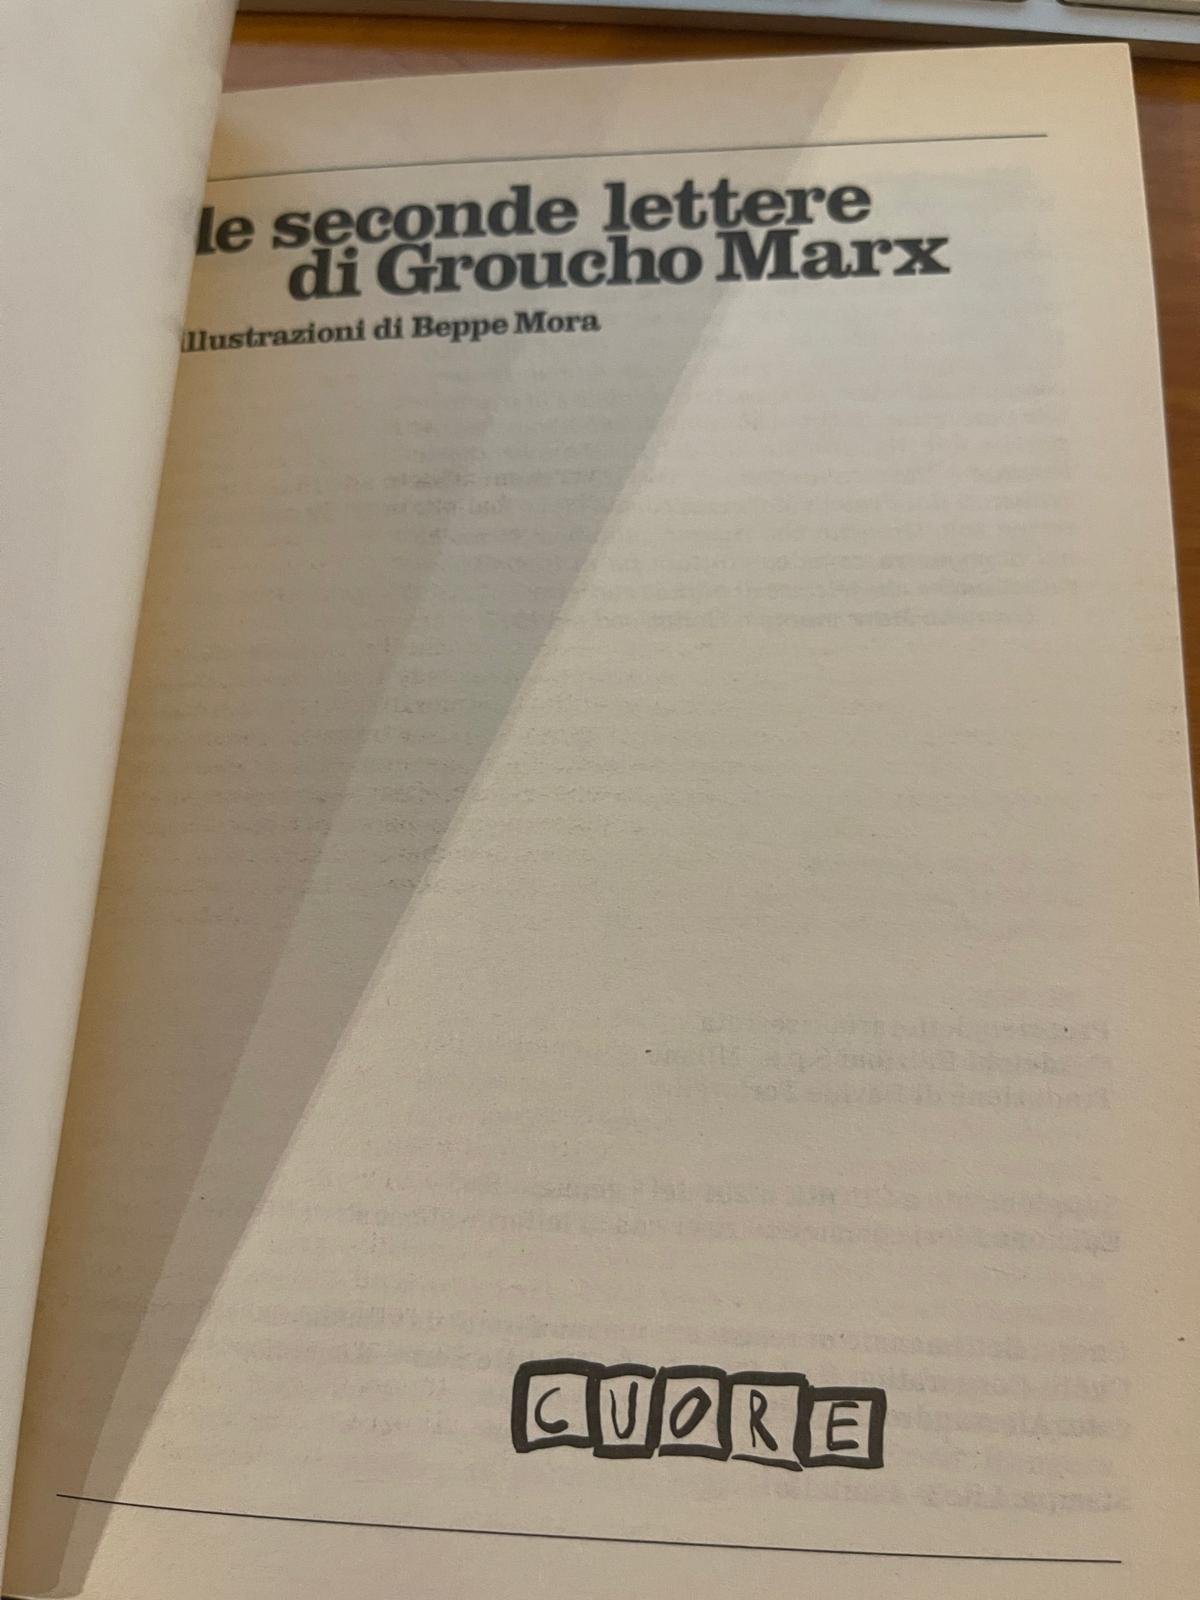 le seconde lettere
di Groucho Marx
illustrazioni di Beppe Mora
CUORE